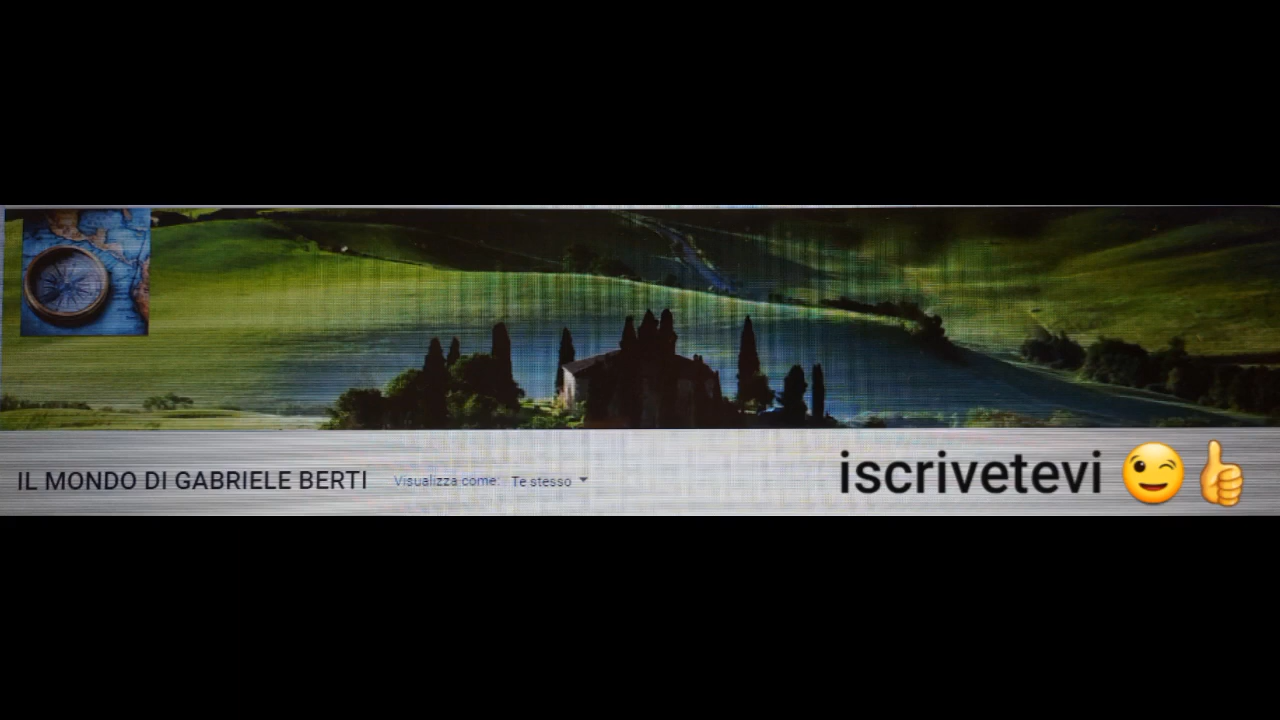 IL MONDO DI GABRIELE BERTI Visualizza come: Te stesso iscrivetevi 😉👍